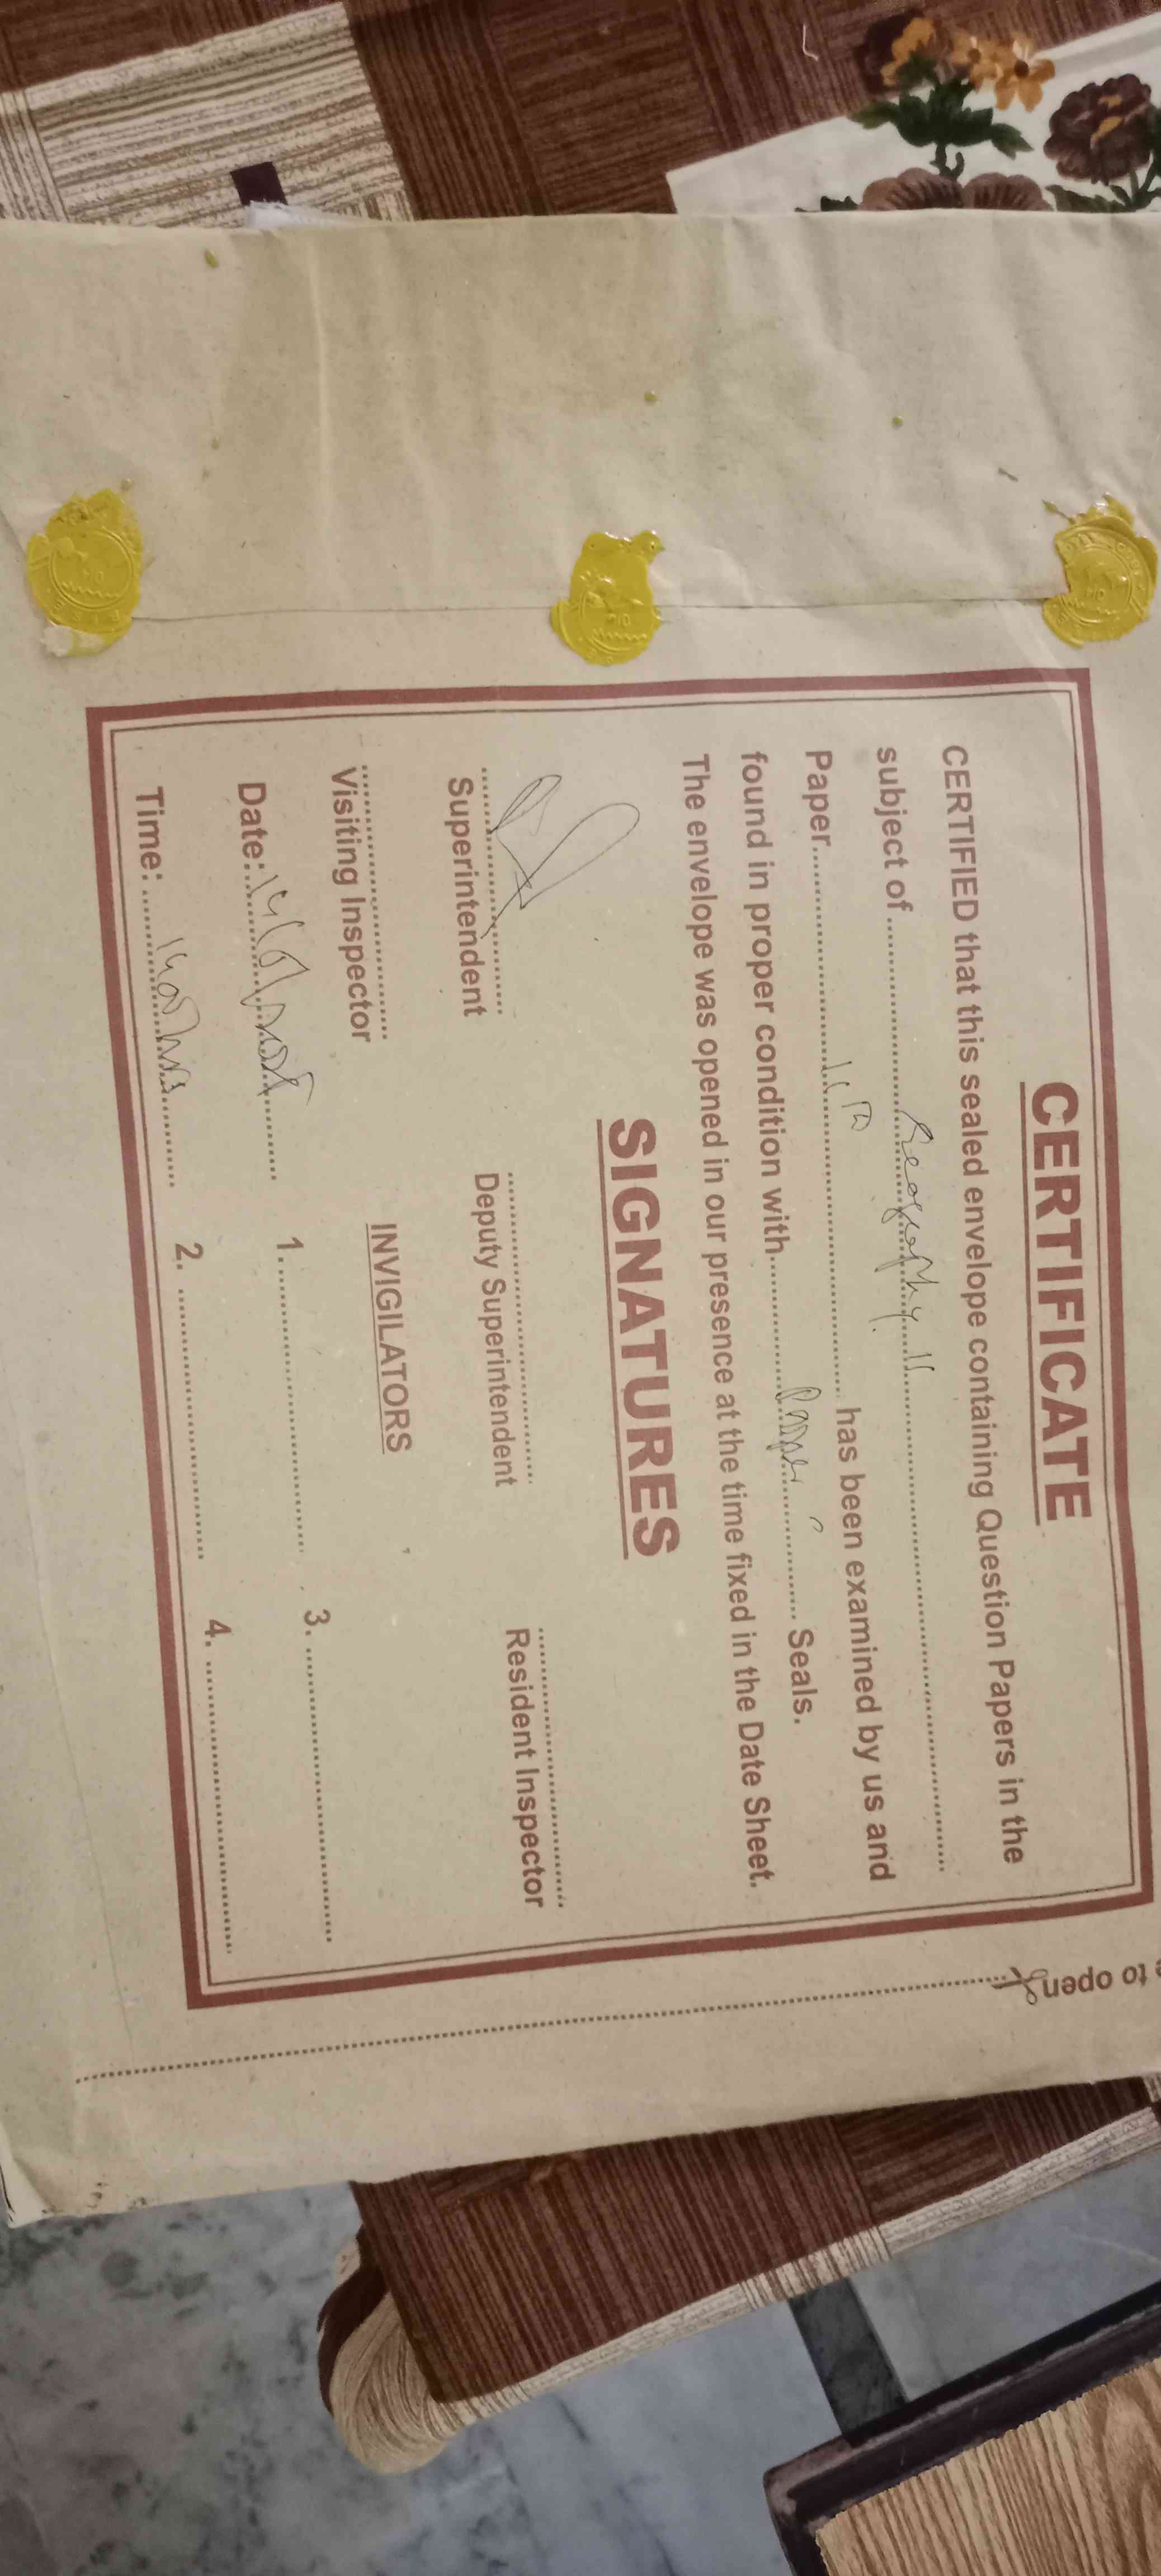 CERTIFICATE
CERTIFIED that this sealed envelope containing Question Papers in the
subject of ........ Geography II ........
Paper ........ 11th ........ has been examined by us and
found in proper condition with ........ Proper ........ Seals.
The envelope was opened in our presence at the time fixed in the Date Sheet.
SIGNATURES
Superintendent Deputy Superintendent Resident Inspector
Visiting Inspector INVIGILATORS
Date: 1. 3.
Time: 2. 4.
to open